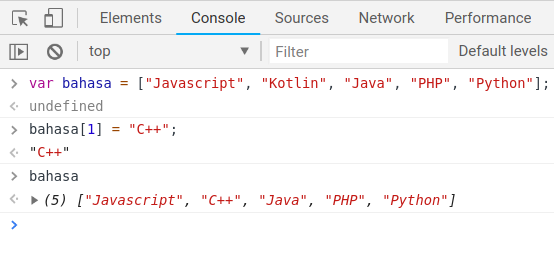 Elements Console Sources Network Performance
top Filter Default levels
> var bahasa = ["Javascript", "Kotlin", "Java", "PHP", "Python"];
undefined
> bahasa[1] = "C++";
"C++"
> bahasa
(5) ["Javascript", "C++", "Java", "PHP", "Python"]
>